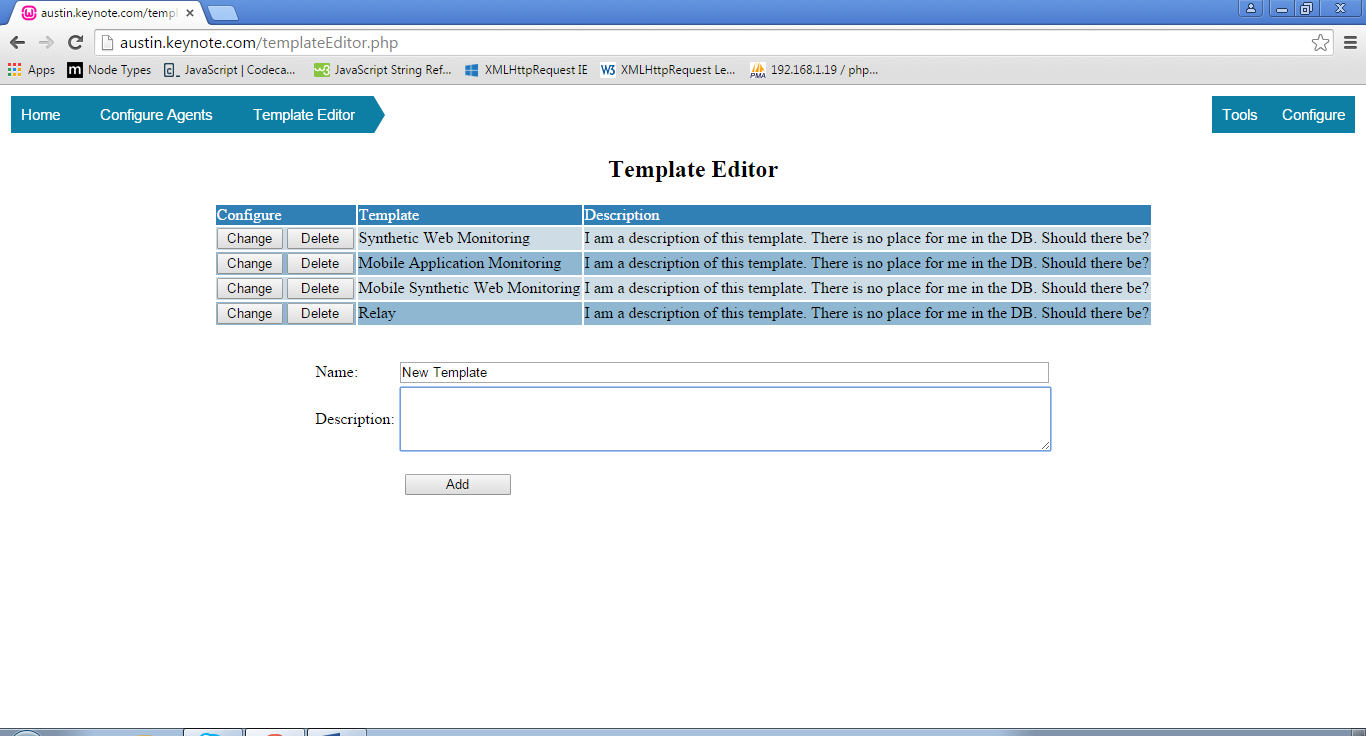 austin.keynote.com/templ
austin.keynote.com/templateEditor.php
Apps m Node Types c_ JavaScript | Codeca... w3 JavaScript String Ref... XMLHttpRequest IE W3 XMLHttpRequest Le... PMA 192.168.1.19 / php...
Home Configure Agents Template Editor Tools Configure
Template Editor
Configure Template Description
Change Delete Synthetic Web Monitoring I am a description of this template. There is no place for me in the DB. Should there be?
Change Delete Mobile Application Monitoring I am a description of this template. There is no place for me in the DB. Should there be?
Change Delete Mobile Synthetic Web Monitoring I am a description of this template. There is no place for me in the DB. Should there be?
Change Delete Relay I am a description of this template. There is no place for me in the DB. Should there be?
Name: New Template
Description:
Add